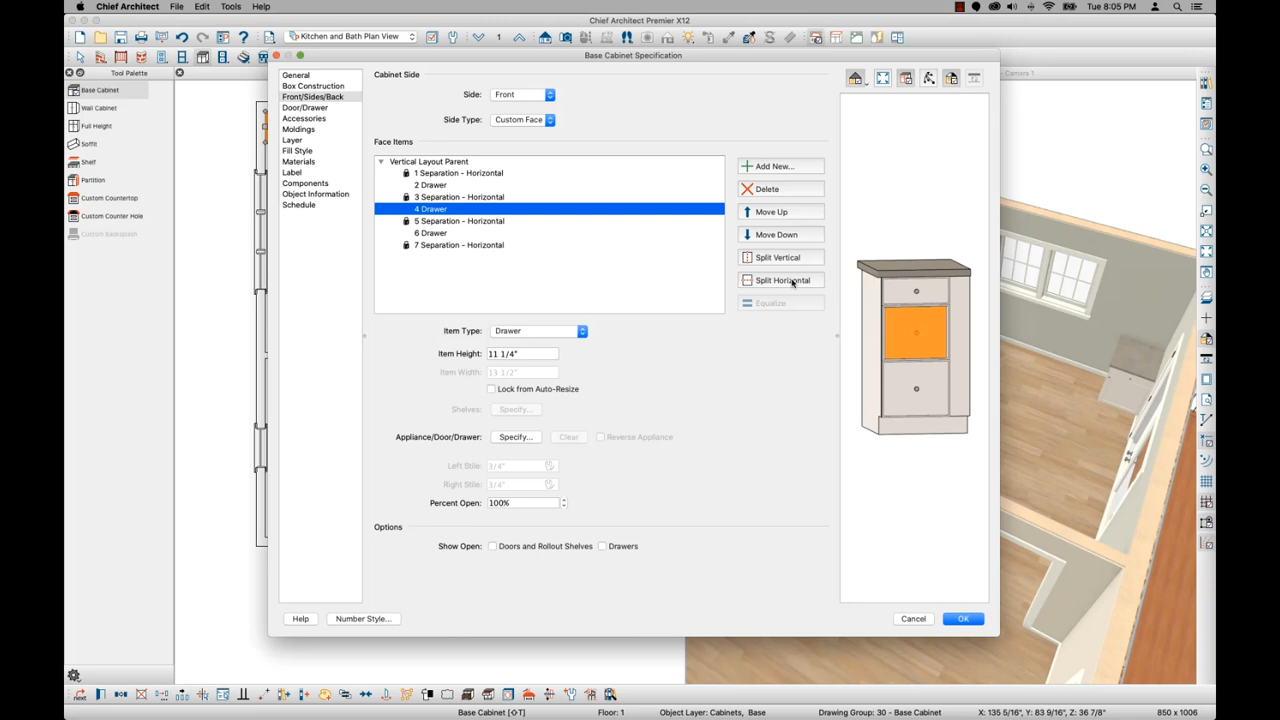 Chief Architect Premier File Edit Tools Help Tue 8:05 PM
Chief Architect Premier X12
Kitchen and Bath Plan View 1
Base Cabinet Specification
Tool Palette
- Camera 1
Base Cabinet
Wall Cabinet
Full Height
Soffit
Shelf
Partition
Custom Countertop
Custom Counter Hole
Custom Backsplash
General
Box Construction
Front/Sides/Back
Door/Drawer
Accessories
Moldings
Layer
Fill Style
Materials
Label
Components
Object Information
Schedule
Cabinet Side
Side: Front
Side Type: Custom Face
Face Items
Vertical Layout Parent
1 Separation - Horizontal
2 Drawer
3 Separation - Horizontal
4 Drawer
5 Separation - Horizontal
6 Drawer
7 Separation - Horizontal
Add New...
Delete
Move Up
Move Down
Split Vertical
Split Horizontal
Equalize
Item Type: Drawer
Item Height: 11 1/4"
Item Width: 13 1/2"
Lock from Auto-Resize
Shelves: Specify...
Appliance/Door/Drawer: Specify... Clear Reverse Appliance
Left Stile: 3/4"
Right Stile: 3/4"
Percent Open: 100%
Options
Show Open: Doors and Rollout Shelves Drawers
Help Number Style... Cancel OK
next
Base Cabinet [⇧T] Floor: 1 Object Layer: Cabinets, Base Drawing Group: 30 - Base Cabinet X: 135 5/16", Y: 83 9/16", Z: 36 7/8" 850 x 1006